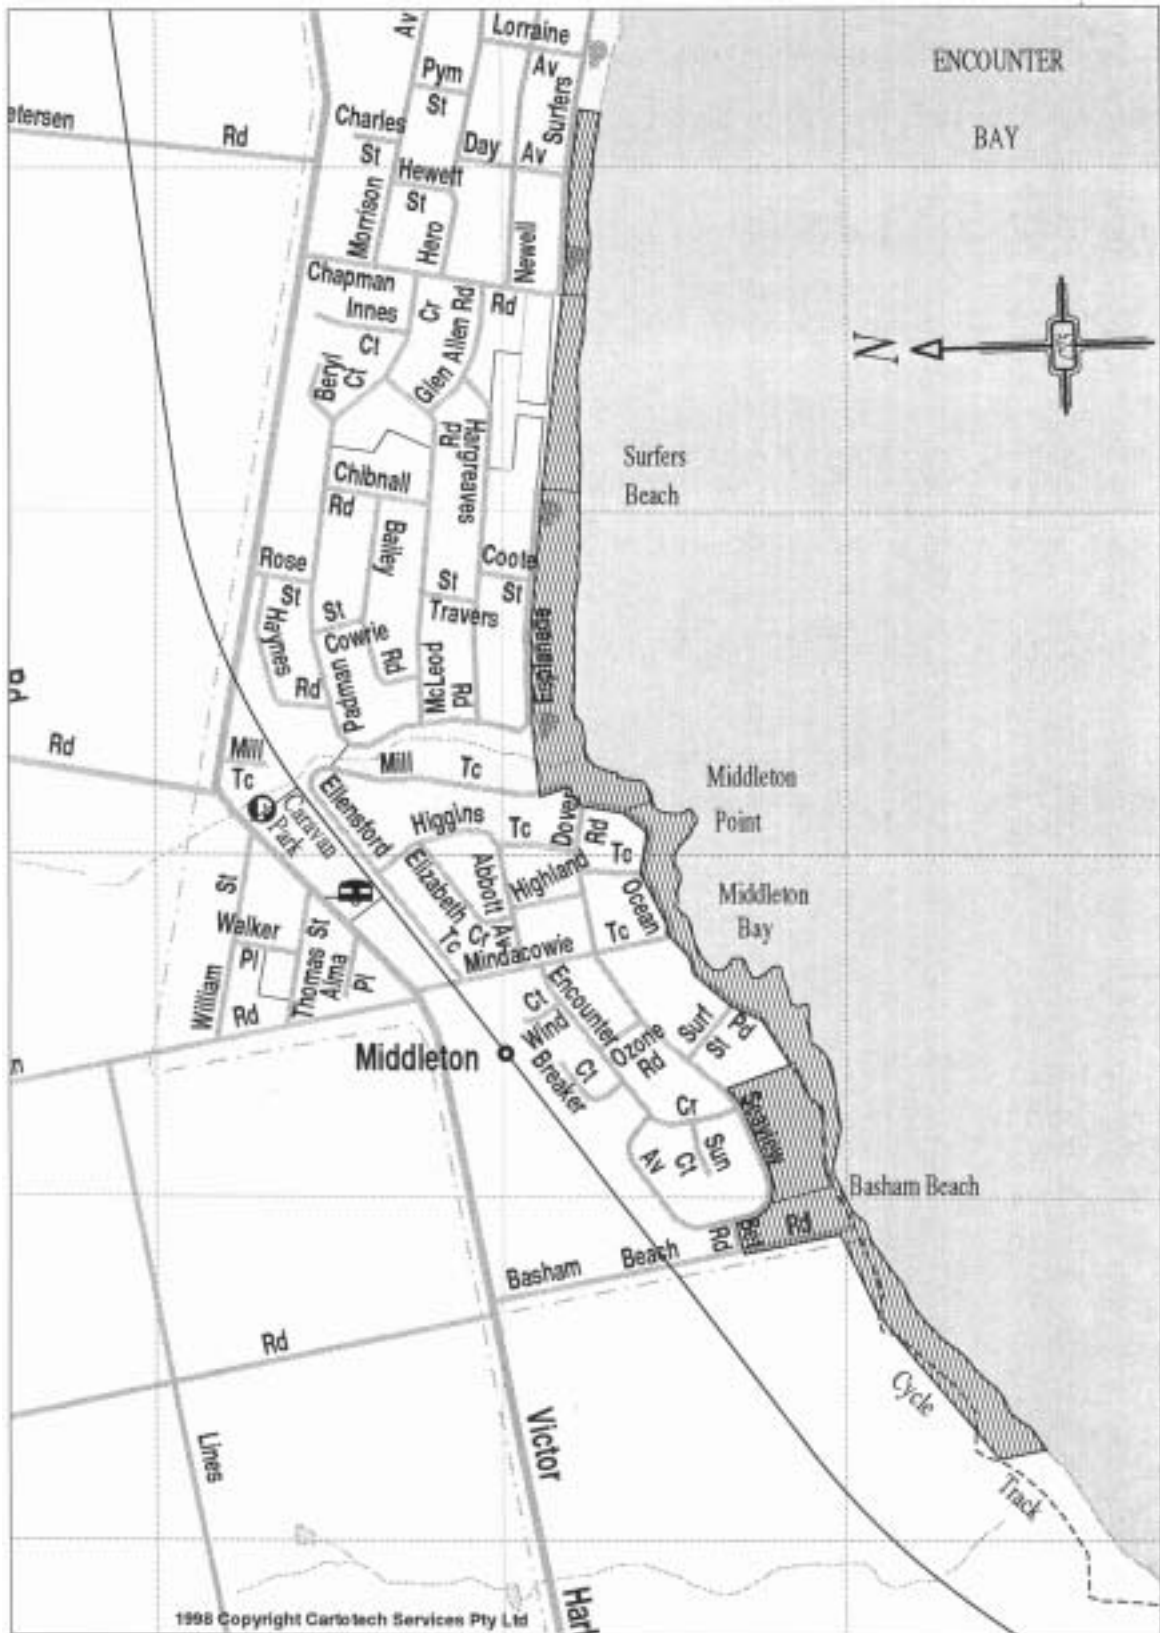 Lorraine
Av
Av
Surfers
ENCOUNTER
BAY
Pym
St
Charles
St
etersen
Rd
Day
Av
Hewett
St
Morrison
Hero
Newell
Chapman
Rd
Innes
Ct
Cr
Glen Allen Rd
Beryl
Ct
N
Rd
Hargreaves
Surfers
Beach
Chibnall
Rd
Bailey
Rose
St
Coote
St
St
Travers
Haynes
Rd
St
Cowrie
Rd
Padman
McLeod
Rd
Esplanade
Rd
Rd
Mill
Tc
Mill
Tc
Middleton
Point
Caravan
Park
Ellensford
Higgins
Tc
Dover
Rd
Tc
Elizabeth
Cr
Tc
Abbott
Av
Highland
Ocean
Tc
Middleton
Bay
H
St
Walker
Pl
St
Thomas
Alma
Pl
William
Rd
Mindacowie
Encounter
Ct
Wind
Rd
Ozone
Rd
Surf
St
Pd
Middleton
Ct
Breaker
n
Cr
Seaview
Sun
Ct
Av
Basham Beach
Rd
Rd
Basham
Beach
Rd
Cycle
Track
Victor
Lines
Harl
1998 Copyright Cartotech Services Pty Ltd